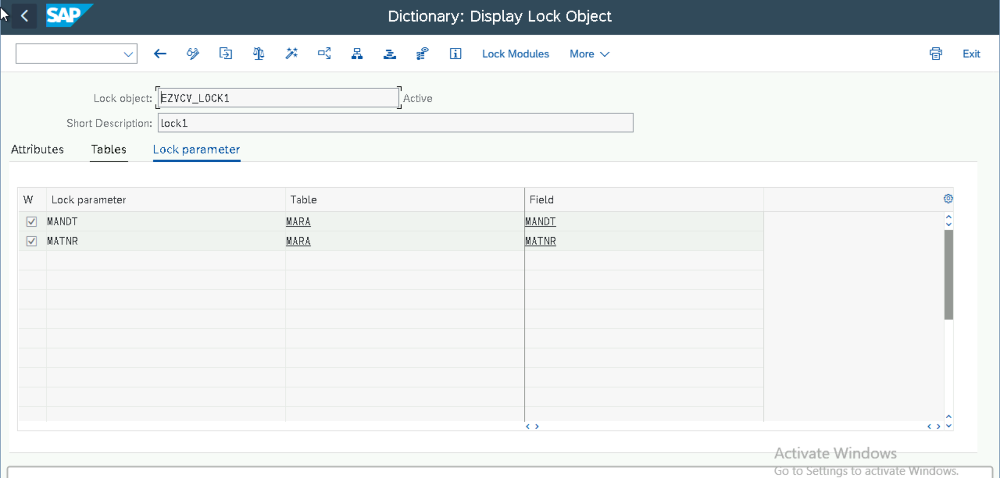 SAP
Dictionary: Display Lock Object
Lock Modules More Exit
Lock object: EZVCV_LOCK1 Active
Short Description: lock1
Attributes Tables Lock parameter
W Lock parameter Table Field
MANDT MARA MANDT
MATNR MARA MATNR
Activate Windows
Go to Settings to activate Windows.